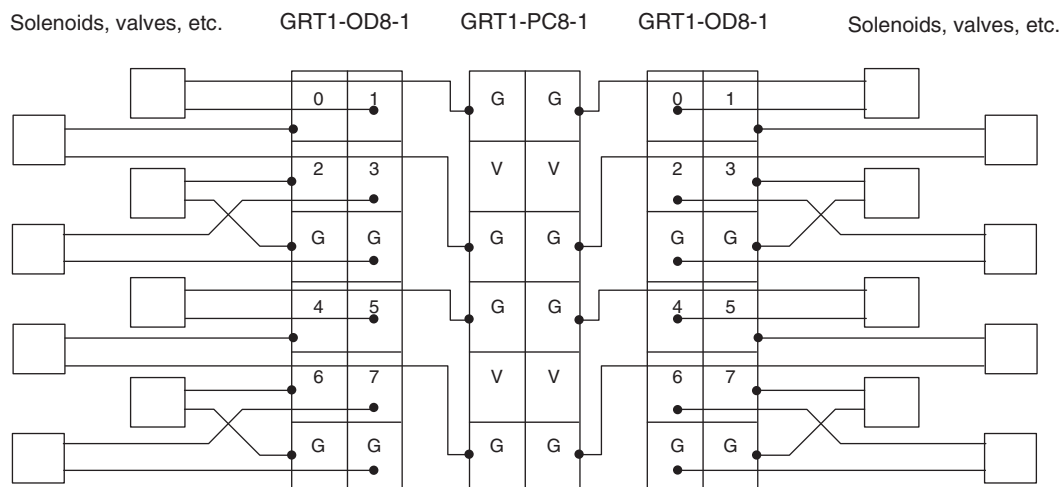 Solenoids, valves, etc. GRT1-OD8-1 GRT1-PC8-1 GRT1-OD8-1 Solenoids, valves, etc.
0 1 G G 0 1
2 3 V V 2 3
G G G G G G
4 5 G G 4 5
6 7 V V 6 7
G G G G G G